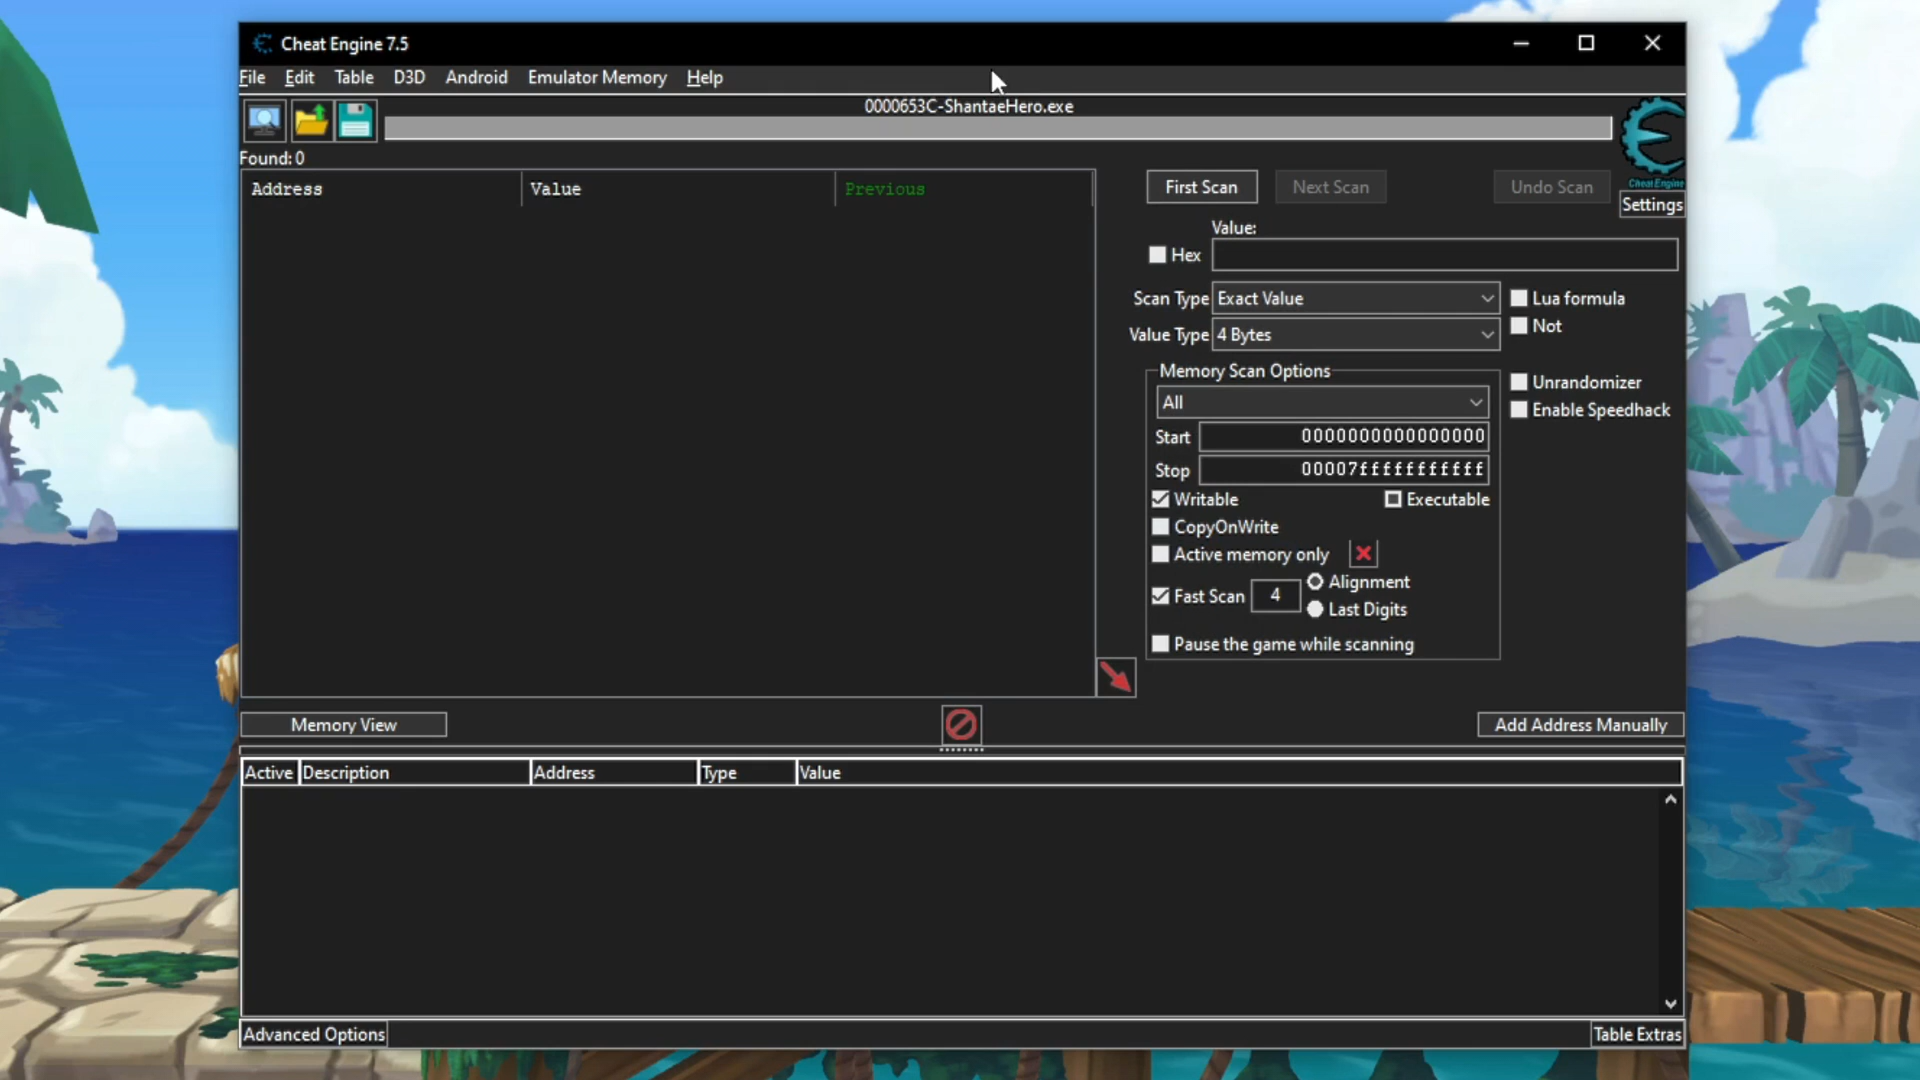 Cheat Engine 7.5
File Edit Table D3D Android Emulator Memory Help
0000653C-ShantaeHero.exe
Found: 0
Address Value Previous
First Scan Next Scan Undo Scan
Cheat Engine
Settings
Value:
Hex
Scan Type Exact Value Lua formula
Value Type 4 Bytes Not
Memory Scan Options
All
Unrandomizer
Enable Speedhack
Start 0000000000000000
Stop 00007fffffffffff
Writable Executable
CopyOnWrite
Active memory only
Fast Scan 4 Alignment
Last Digits
Pause the game while scanning
Memory View Add Address Manually
Active Description Address Type Value
Advanced Options Table Extras